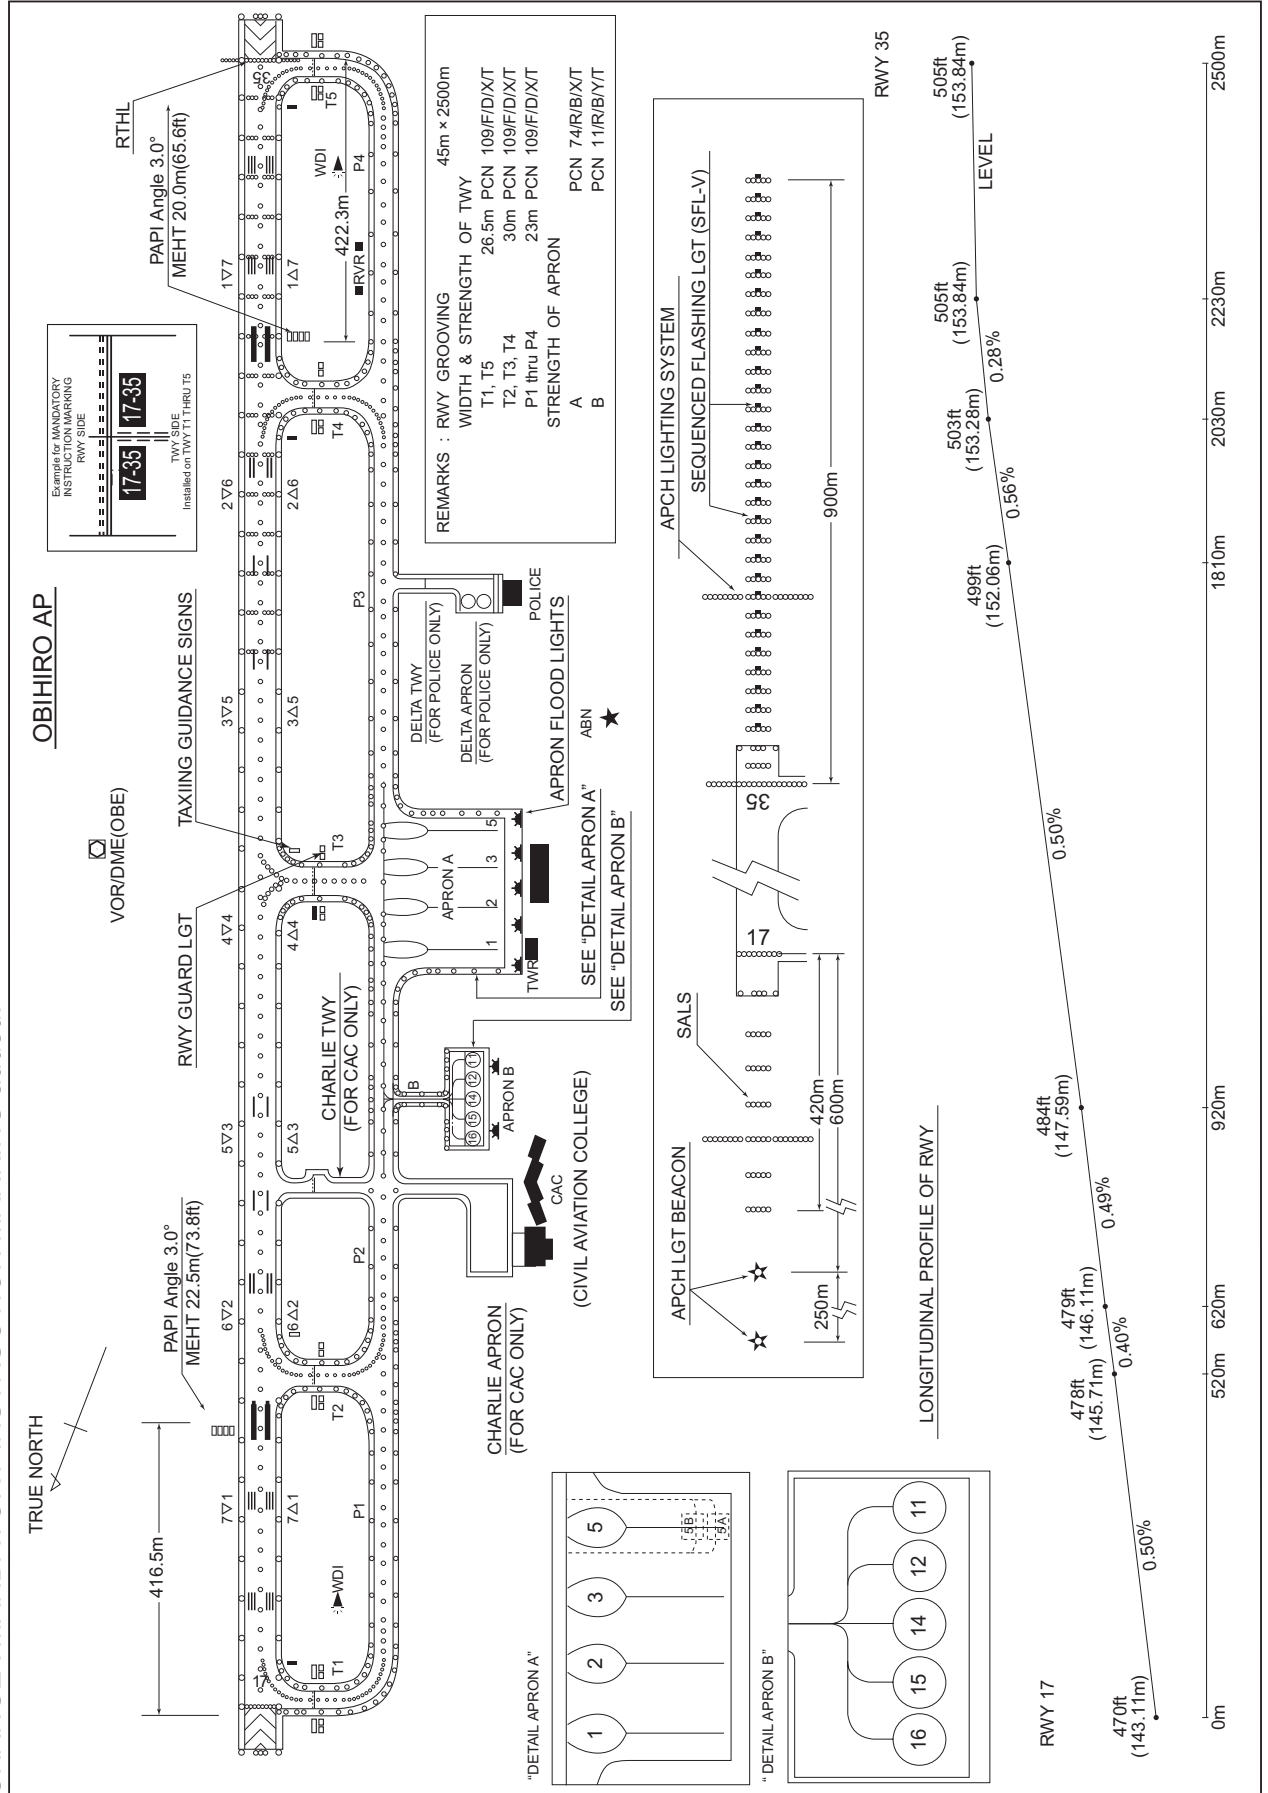 OBIHIRO AP
Example for MANDATORY
INSTRUCTION MARKING
RWY SIDE
17-35
17-35
TWY SIDE
Installed on TWY T1 THRU T5
TRUE NORTH
VOR/DME(OBE)
416.5m
PAPI Angle 3.0°
MEHT 22.5m(73.8ft)
RWY GUARD LGT
TAXIING GUIDANCE SIGNS
PAPI Angle 3.0°
MEHT 20.0m(65.6ft)
RTHL
7▽1
6▽2
5▽3
4▽4
3▽5
2▽6
1▽7
17
35
7△1
6△2
5△3
4△4
3△5
2△6
1△7
T1
T2
T3
T4
T5
WDI
WDI
RVR
422.3m
CHARLIE TWY
(FOR CAC ONLY)
P1
P2
P3
P4
B
DELTA TWY
(FOR POLICE ONLY)
DELTA APRON
(FOR POLICE ONLY)
POLICE
APRON A
1
2
3
5
TWR
16
15
14
12
11
APRON B
CAC
(CIVIL AVIATION COLLEGE)
CHARLIE APRON
(FOR CAC ONLY)
APRON FLOOD LIGHTS
ABN
SEE “DETAIL APRON A”
SEE “DETAIL APRON B”
REMARKS : RWY GROOVING 45m × 2500m
WIDTH & STRENGTH OF TWY
T1, T5 26.5m PCN 109/F/D/X/T
T2, T3, T4 30m PCN 109/F/D/X/T
P1 thru P4 23m PCN 109/F/D/X/T
STRENGTH OF APRON
A PCN 74/R/B/X/T
B PCN 11/R/B/Y/T
“DETAIL APRON A”
1
2
3
5
5B
5A
“ DETAIL APRON B”
16
15
14
12
11
APCH LIGHTING SYSTEM
SEQUENCED FLASHING LGT (SFL-V)
SALS
APCH LGT BEACON
17
35
900m
420m
600m
250m
LONGITUDINAL PROFILE OF RWY
RWY 17
RWY 35
470ft
(143.11m)
478ft
(145.71m)
479ft
(146.11m)
484ft
(147.59m)
499ft
(152.06m)
503ft
(153.28m)
505ft
(153.84m)
505ft
(153.84m)
0.50%
0.40%
0.49%
0.50%
0.56%
0.28%
LEVEL
0m
520m
620m
920m
1810m
2030m
2230m
2500m